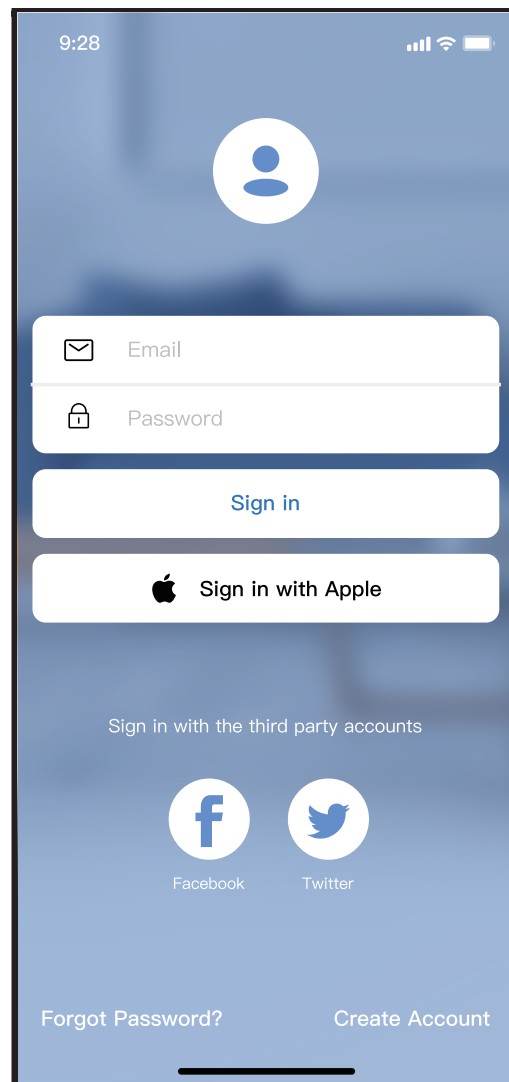 9:28
Email
Password
Sign in
Sign in with Apple
Sign in with the third party accounts
Facebook
Twitter
Forgot Password?
Create Account